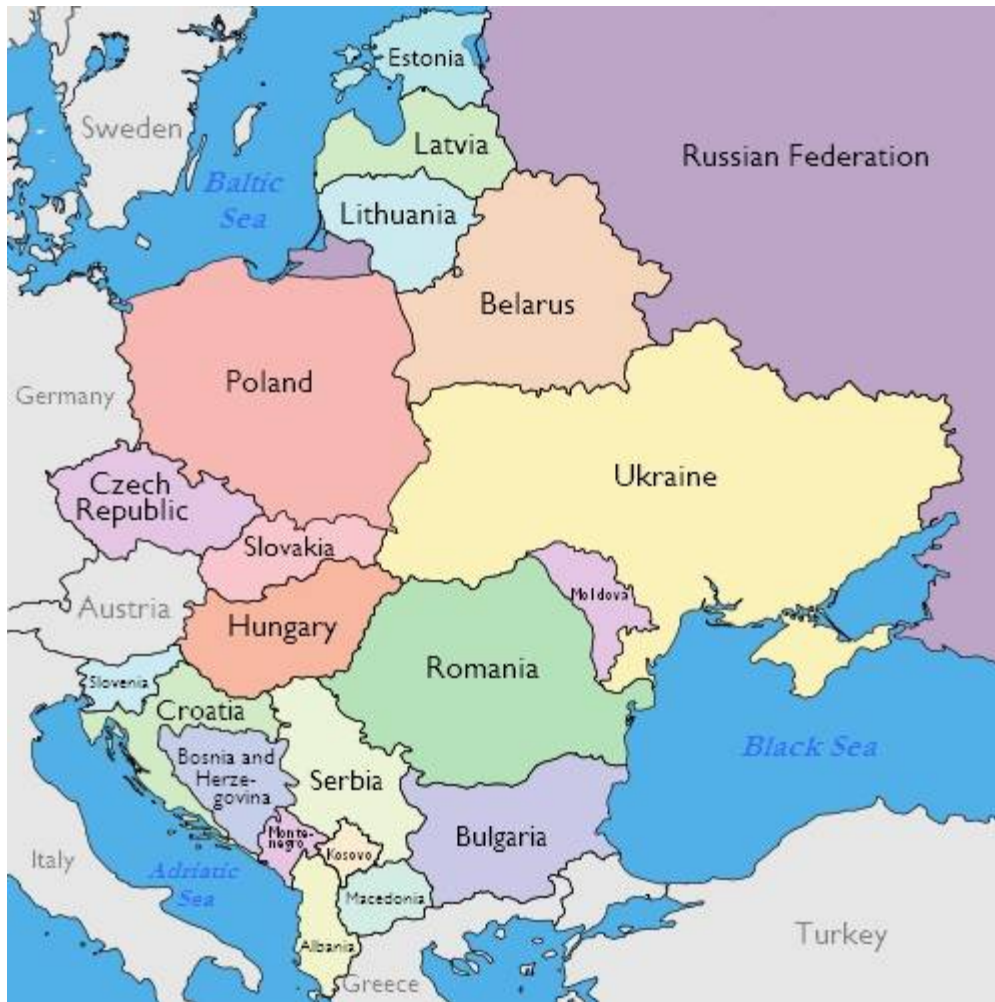 Estonia
Sweden
Latvia
Russian Federation
Baltic
Sea
Lithuania
Belarus
Poland
Germany
Ukraine
Czech
Republic
Slovakia
Moldova
Austria
Hungary
Romania
Slovenia
Croatia
Black Sea
Bosnia and
Herze-
govina
Serbia
Monte-
negro
Bulgaria
Kosovo
Italy
Adriatic
Sea
Macedonia
Turkey
Albania
Greece